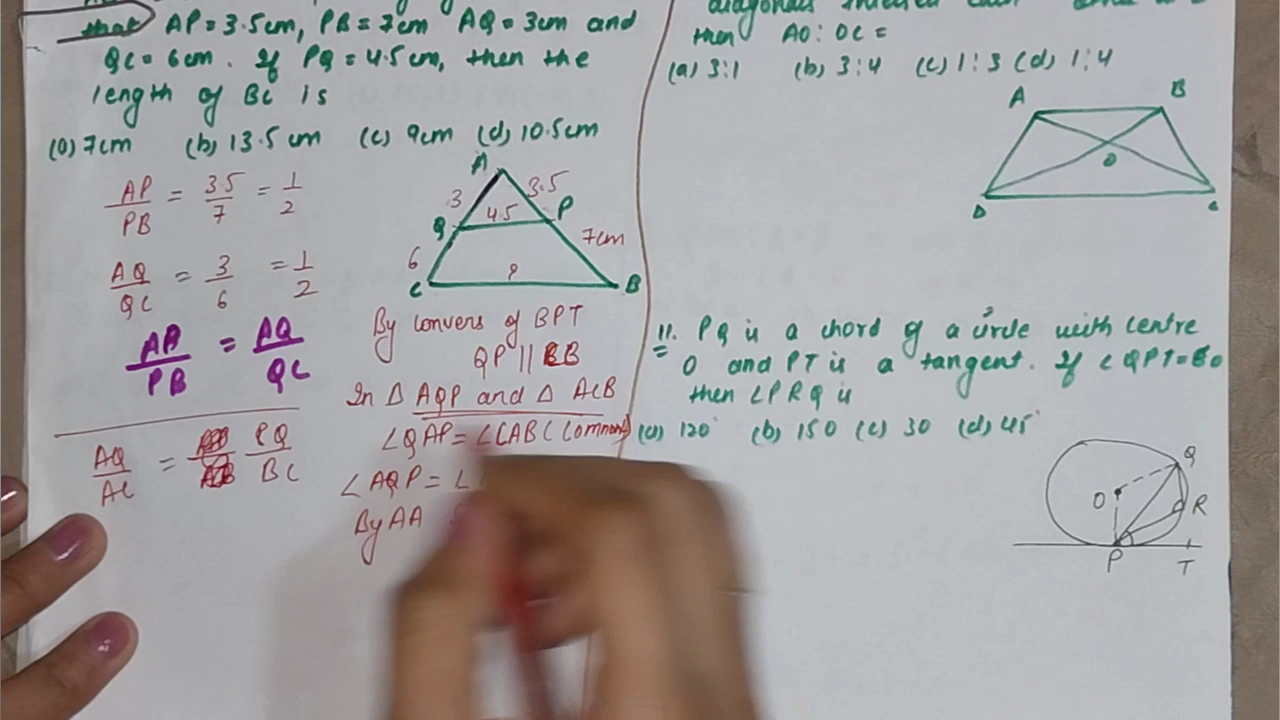 that AP = 3.5cm, PB = 7cm AQ = 3cm and
QC = 6cm. If PQ = 4.5cm, then the
length of BC is
(a) 7cm (b) 13.5 cm (c) 9cm (d) 10.5cm
AP/PB = 3.5/7 = 1/2
AQ/QC = 3/6 = 1/2
AP/PB = AQ/QC
AQ/AC = PQ/BC
A
3
3.5
Q
4.5
P
7cm
6
?
C
B
By convers of BPT
QP || CB
In Δ AQP and Δ ACB
∠QAP = ∠CAB (Common)
∠AQP = ∠
By AA
then AO : OC =
(a) 3:1 (b) 3:4 (c) 1:3 (d) 1:4
A
B
O
D
C
11. PQ is a chord of a circle with centre
O and PT is a tangent. If ∠QPT = 60
then ∠PRQ is
(a) 120° (b) 150 (c) 30 (d) 45°
Q
O
R
P
T